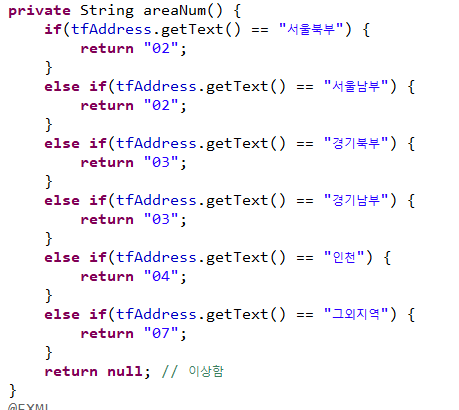 private String areaNum() {
    if(tfAddress.getText() == "서울북부") {
        return "02";
    }
    else if(tfAddress.getText() == "서울남부") {
        return "02";
    }
    else if(tfAddress.getText() == "경기북부") {
        return "03";
    }
    else if(tfAddress.getText() == "경기남부") {
        return "03";
    }
    else if(tfAddress.getText() == "인천") {
        return "04";
    }
    else if(tfAddress.getText() == "그외지역") {
        return "07";
    }
    return null; // 이상함
}
@FXML